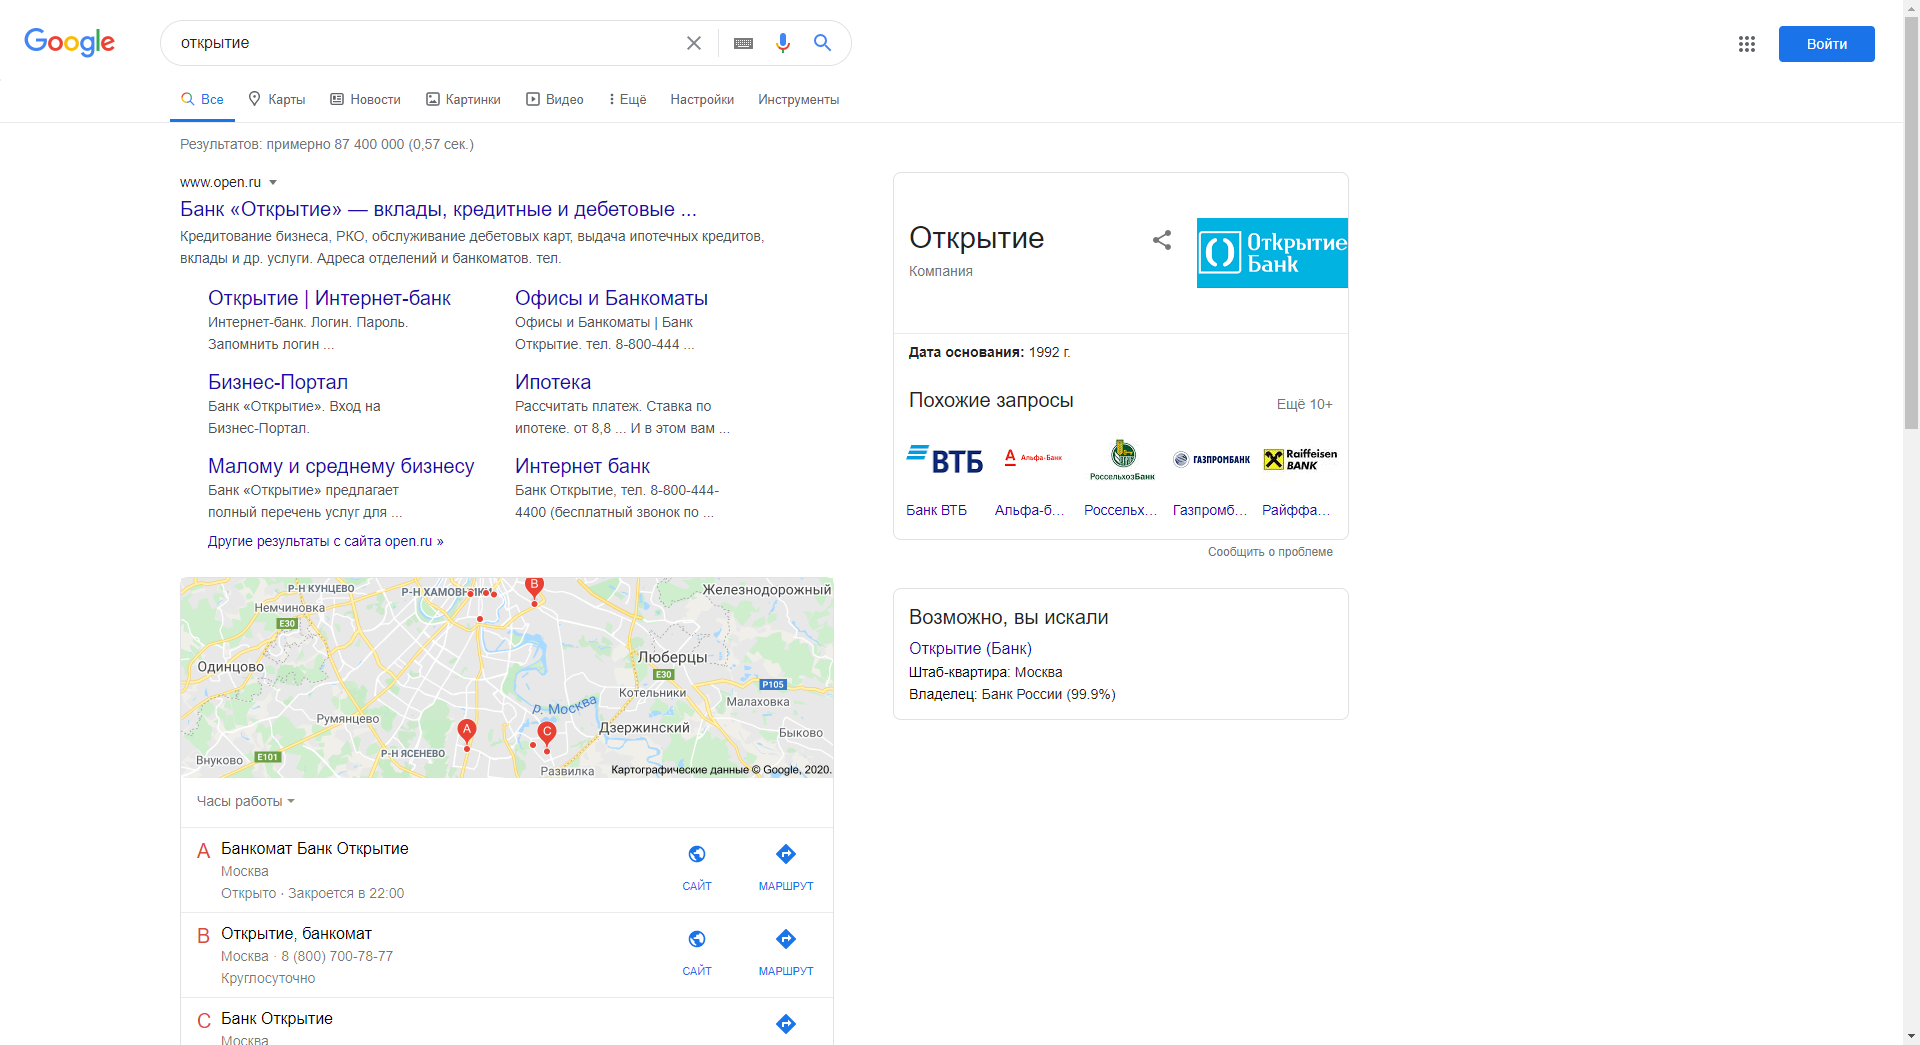 Google
открытие
Войти
Все
Карты
Новости
Картинки
Видео
Ещё
Настройки
Инструменты
Результатов: примерно 87 400 000 (0,57 сек.)
www.open.ru
Банк «Открытие» — вклады, кредитные и дебетовые ...
Кредитование бизнеса, РКО, обслуживание дебетовых карт, выдача ипотечных кредитов,
вклады и др. услуги. Адреса отделений и банкоматов. тел.
Открытие | Интернет-банк
Интернет-банк. Логин. Пароль.
Запомнить логин ...
Офисы и Банкоматы
Офисы и Банкоматы | Банк
Открытие. тел. 8-800-444 ...
Бизнес-Портал
Банк «Открытие». Вход на
Бизнес-Портал.
Ипотека
Рассчитать платеж. Ставка по
ипотеке. от 8,8 ... И в этом вам ...
Малому и среднему бизнесу
Банк «Открытие» предлагает
полный перечень услуг для ...
Интернет банк
Банк Открытие, тел. 8-800-444-
4400 (бесплатный звонок по ...
Другие результаты с сайта open.ru »
Р-Н КУНЦЕВО
Р-Н ХАМОВНИКИ
B
Железнодорожный
Немчиновка
E30
Одинцово
Люберцы
E30
P105
Котельники
Малаховка
р. Москва
Румянцево
A
C
Дзержинский
Быково
Р-Н ЯСЕНЕВО
Внуково
E101
Развилка
Картографические данные © Google, 2020.
Часы работы
A
Банкомат Банк Открытие
Москва
Открыто · Закроется в 22:00
САЙТ
МАРШРУТ
B
Открытие, банкомат
Москва · 8 (800) 700-78-77
Круглосуточно
САЙТ
МАРШРУТ
C
Банк Открытие
Москва
Открытие
Компания
Открытие
Банк
Дата основания: 1992 г.
Похожие запросы
Ещё 10+
ВТБ
Альфа·Банк
РоссельхозБанк
ГАЗПРОМБАНК
Raiffeisen
BANK
Банк ВТБ
Альфа-б...
Россельх...
Газпромб...
Райффа...
Сообщить о проблеме
Возможно, вы искали
Открытие (Банк)
Штаб-квартира: Москва
Владелец: Банк России (99.9%)